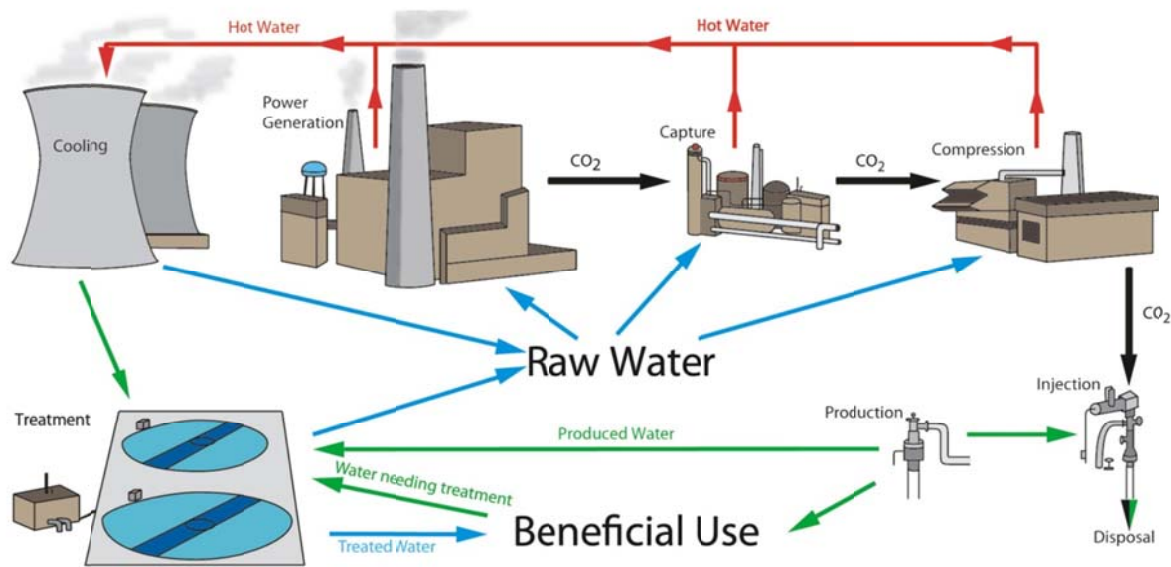 Hot Water
Hot Water
Power
Generation
Cooling
Capture
Compression
CO2
CO2
CO2
Raw Water
Injection
Treatment
Production
Produced Water
Water needing treatment
Beneficial Use
Treated Water
Disposal